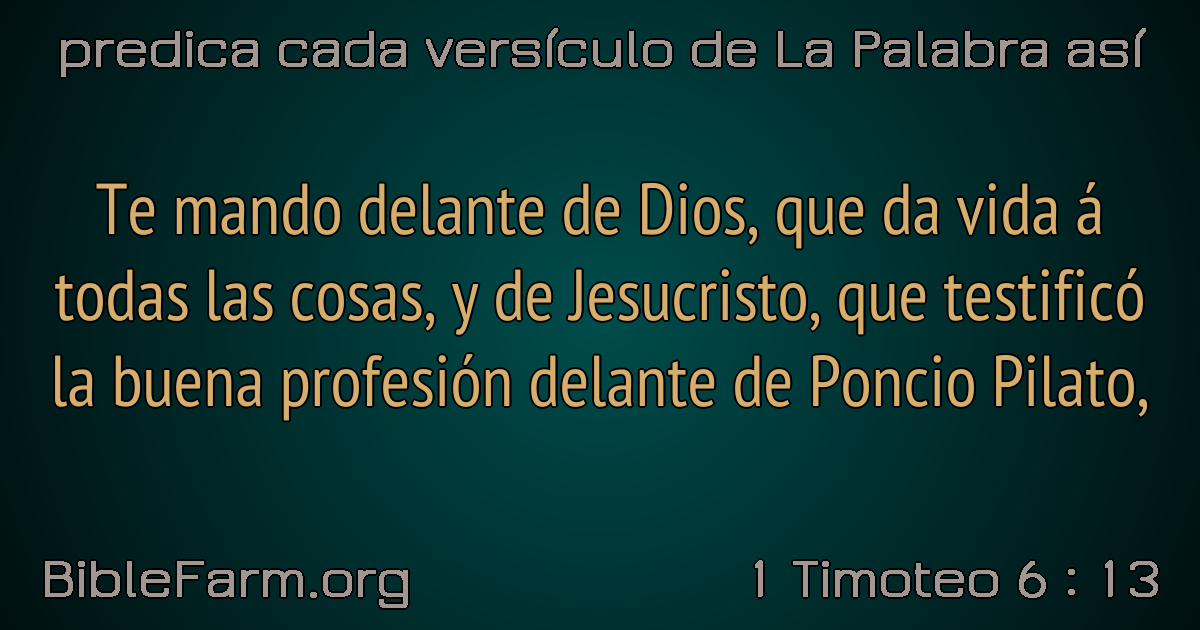 predica cada versículo de La Palabra así
Te mando delante de Dios, que da vida á
todas las cosas, y de Jesucristo, que testificó
la buena profesión delante de Poncio Pilato,
BibleFarm.org
1 Timoteo 6 : 13